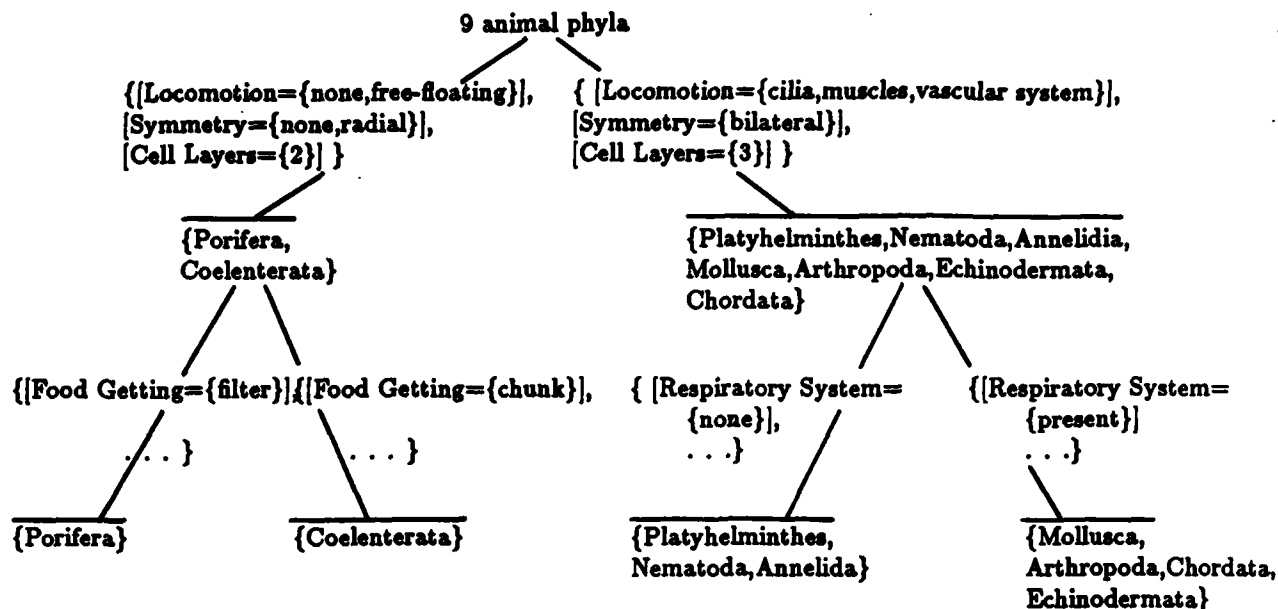 9 animal phyla
{[Locomotion={none,free-floating}],
[Symmetry={none,radial}],
[Cell Layers={2}] }
{ [Locomotion={cilia,muscles,vascular system}],
[Symmetry={bilateral}],
[Cell Layers={3}] }
{Porifera,
Coelenterata}
{Platyhelminthes,Nematoda,Annelidia,
Mollusca,Arthropoda,Echinodermata,
Chordata}
{[Food Getting={filter}],
. . . }
{[Food Getting={chunk}],
. . . }
{ [Respiratory System=
{none}],
. . .}
{[Respiratory System=
{present}]
. . .}
{Porifera}
{Coelenterata}
{Platyhelminthes,
Nematoda,Annelida}
{Mollusca,
Arthropoda,Chordata,
Echinodermata}